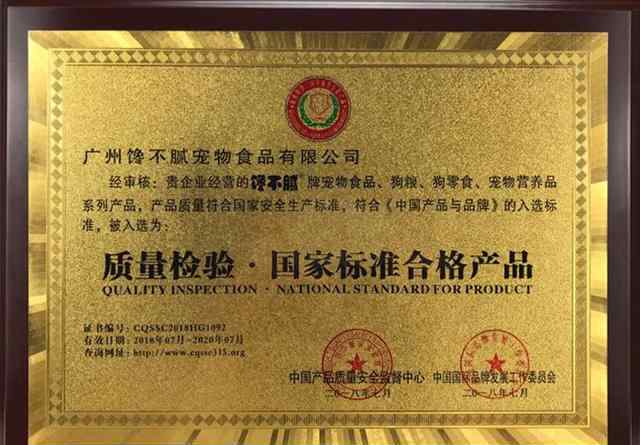 广州馋不腻宠物食品有限公司
经审核：贵企业经营的馋不腻®牌宠物食品、狗粮、狗零食、宠物营养品
系列产品，产品质量符合国家安全生产标准，符合《中国产品与品牌》的入选标
准，被入选为：
质量检验·国家标准合格产品
QUALITY INSPECTION · NATIONAL STANDARD FOR PRODUCT
证书编号：CQSSC2018HG1092
有效日期：2018年07月~2020年07月
查询网址：http://www.cqssc315.org
中国产品质量安全监督中心 中国国际品牌发展工作委员会
二〇一八年七月 二〇一八年七月